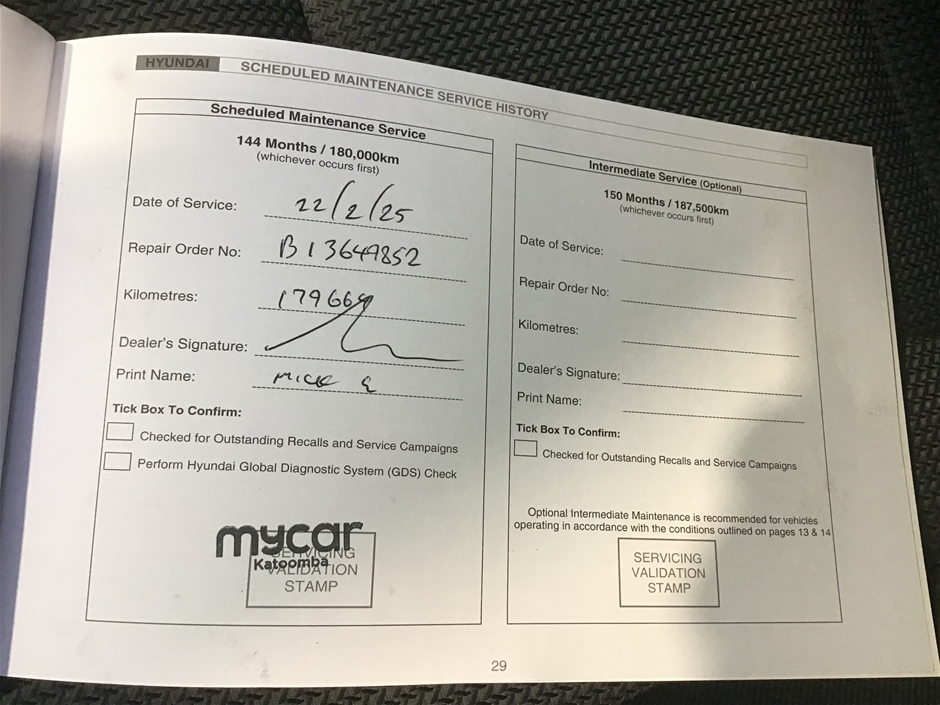 HYUNDAI SCHEDULED MAINTENANCE SERVICE HISTORY
Scheduled Maintenance Service
144 Months / 180,000km
(whichever occurs first)
Date of Service: 22/2/25
Repair Order No: B13649852
Kilometres: 179669
Dealer's Signature:
Print Name: MICK G
Tick Box To Confirm:
Checked for Outstanding Recalls and Service Campaigns
Perform Hyundai Global Diagnostic System (GDS) Check
mycar
Katoomba
SERVICING
VALIDATION
STAMP
Intermediate Service (Optional)
150 Months / 187,500km
(whichever occurs first)
Date of Service:
Repair Order No:
Kilometres:
Dealer's Signature:
Print Name:
Tick Box To Confirm:
Checked for Outstanding Recalls and Service Campaigns
Optional Intermediate Maintenance is recommended for vehicles
operating in accordance with the conditions outlined on pages 13 & 14
SERVICING
VALIDATION
STAMP
29